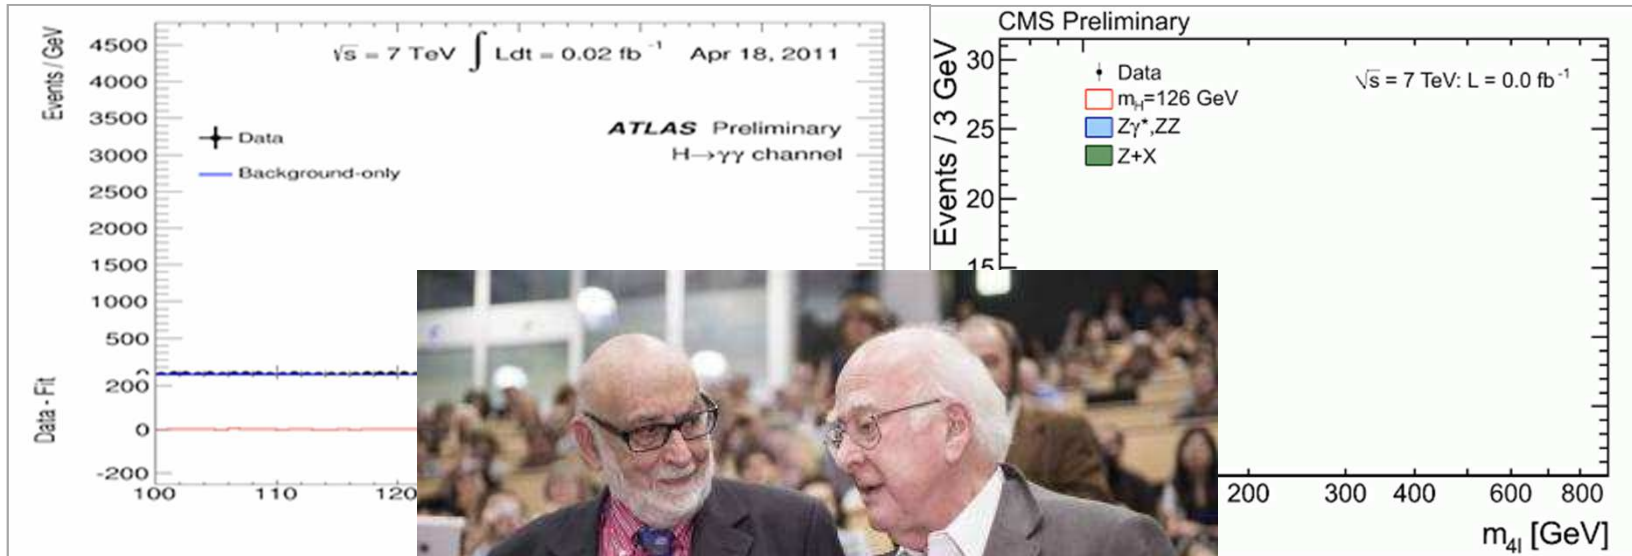 Events / GeV
4500
4000
3500
3000
2500
2000
1500
1000
500
0
√s = 7 TeV ∫ Ldt = 0.02 fb⁻¹ Apr 18, 2011
Data
Background-only
ATLAS Preliminary
H→γγ channel
Data - Fit
200
0
-200
100 110 120
CMS Preliminary
Events / 3 GeV
30
25
20
15
Data
m_H=126 GeV
Zγ*,ZZ
Z+X
√s = 7 TeV: L = 0.0 fb⁻¹
200 300 400 600 800
m_4l [GeV]